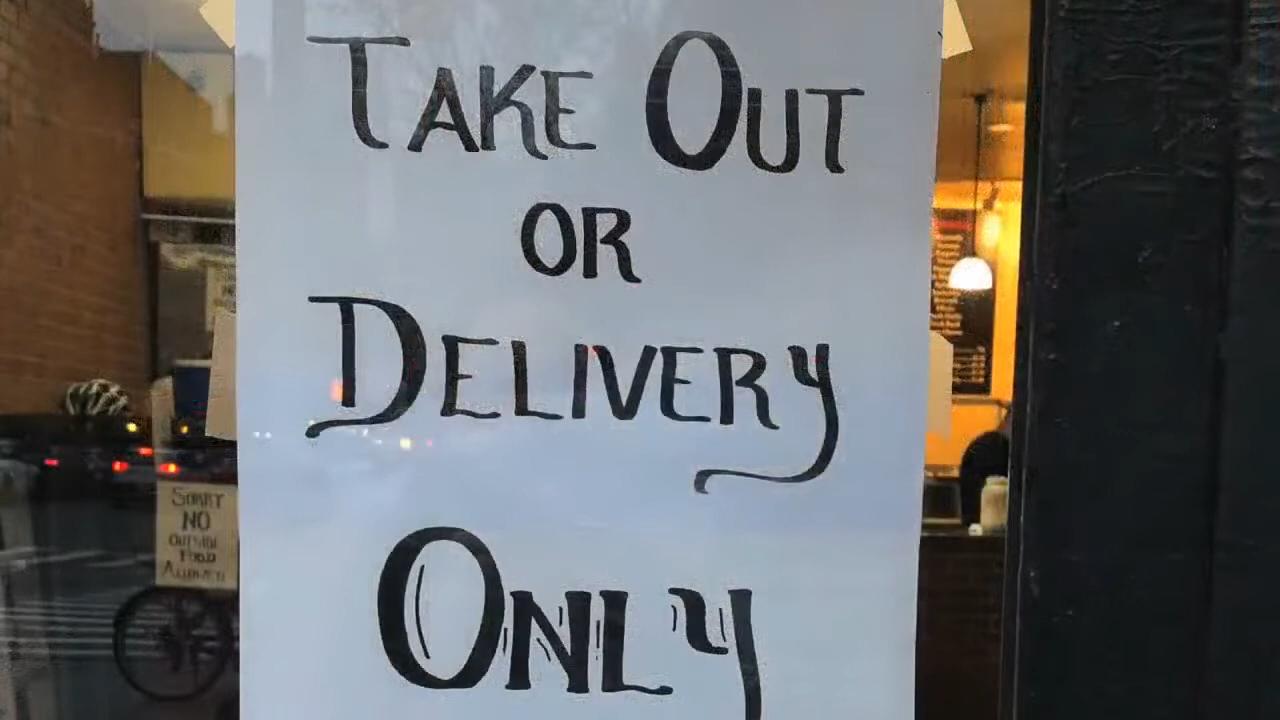 Take Out
or
Delivery
Only
Sorry
NO
Outside
Food
Allowed